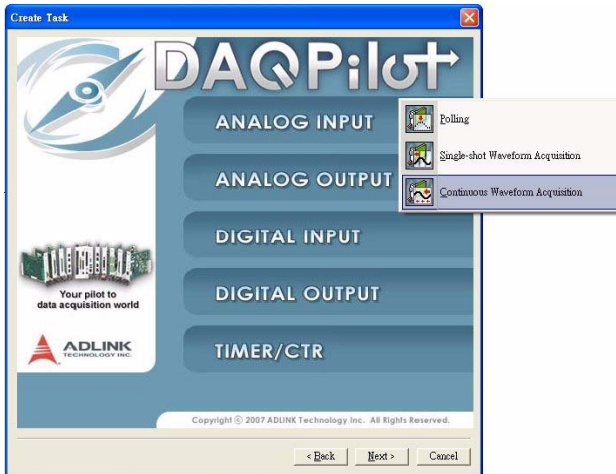 Create Task
DAQPilot
ANALOG INPUT
Polling
Single-shot Waveform Acquisition
ANALOG OUTPUT
Continuous Waveform Acquisition
DIGITAL INPUT
DIGITAL OUTPUT
Your pilot to
data acquisition world
TIMER/CTR
ADLINK
TECHNOLOGY INC.
Copyright © 2007 ADLINK Technology Inc. All Rights Reserved.
< Back
Next >
Cancel